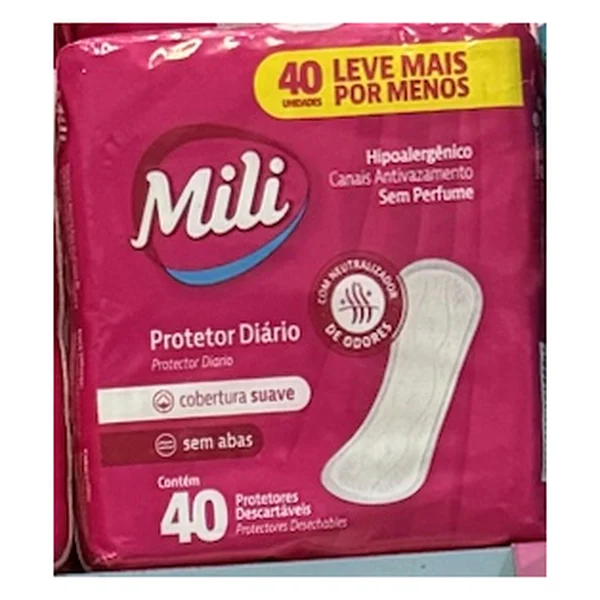 40
UNIDADES
LEVE MAIS
POR MENOS
Hipoalergênico
Canais Antivazamento
Sem Perfume
Mili
COM NEUTRALIZADOR
DE ODORES
Protetor Diário
Protector Diario
cobertura suave
sem abas
Contém
40
Protetores
Descartáveis
Protectores Desechables